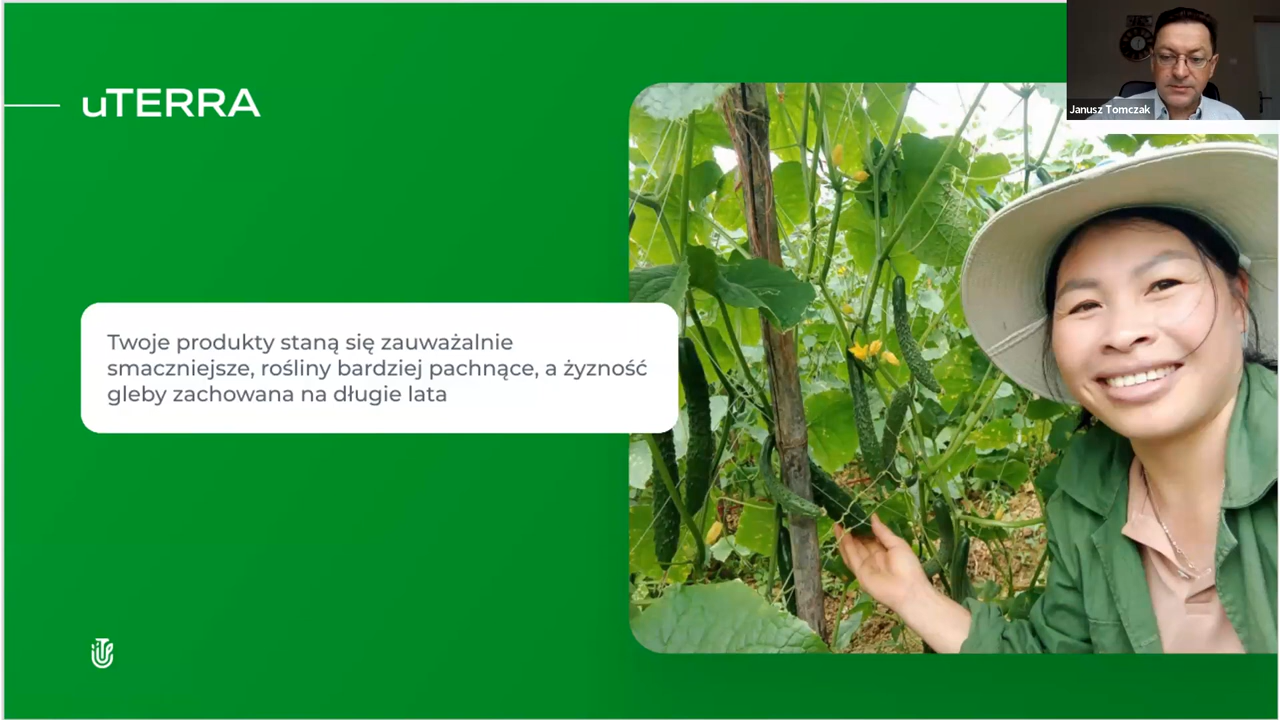 uTERRA
Janusz Tomczak
Twoje produkty staną się zauważalnie
smaczniejsze, rośliny bardziej pachnące, a żyzność
gleby zachowana na długie lata